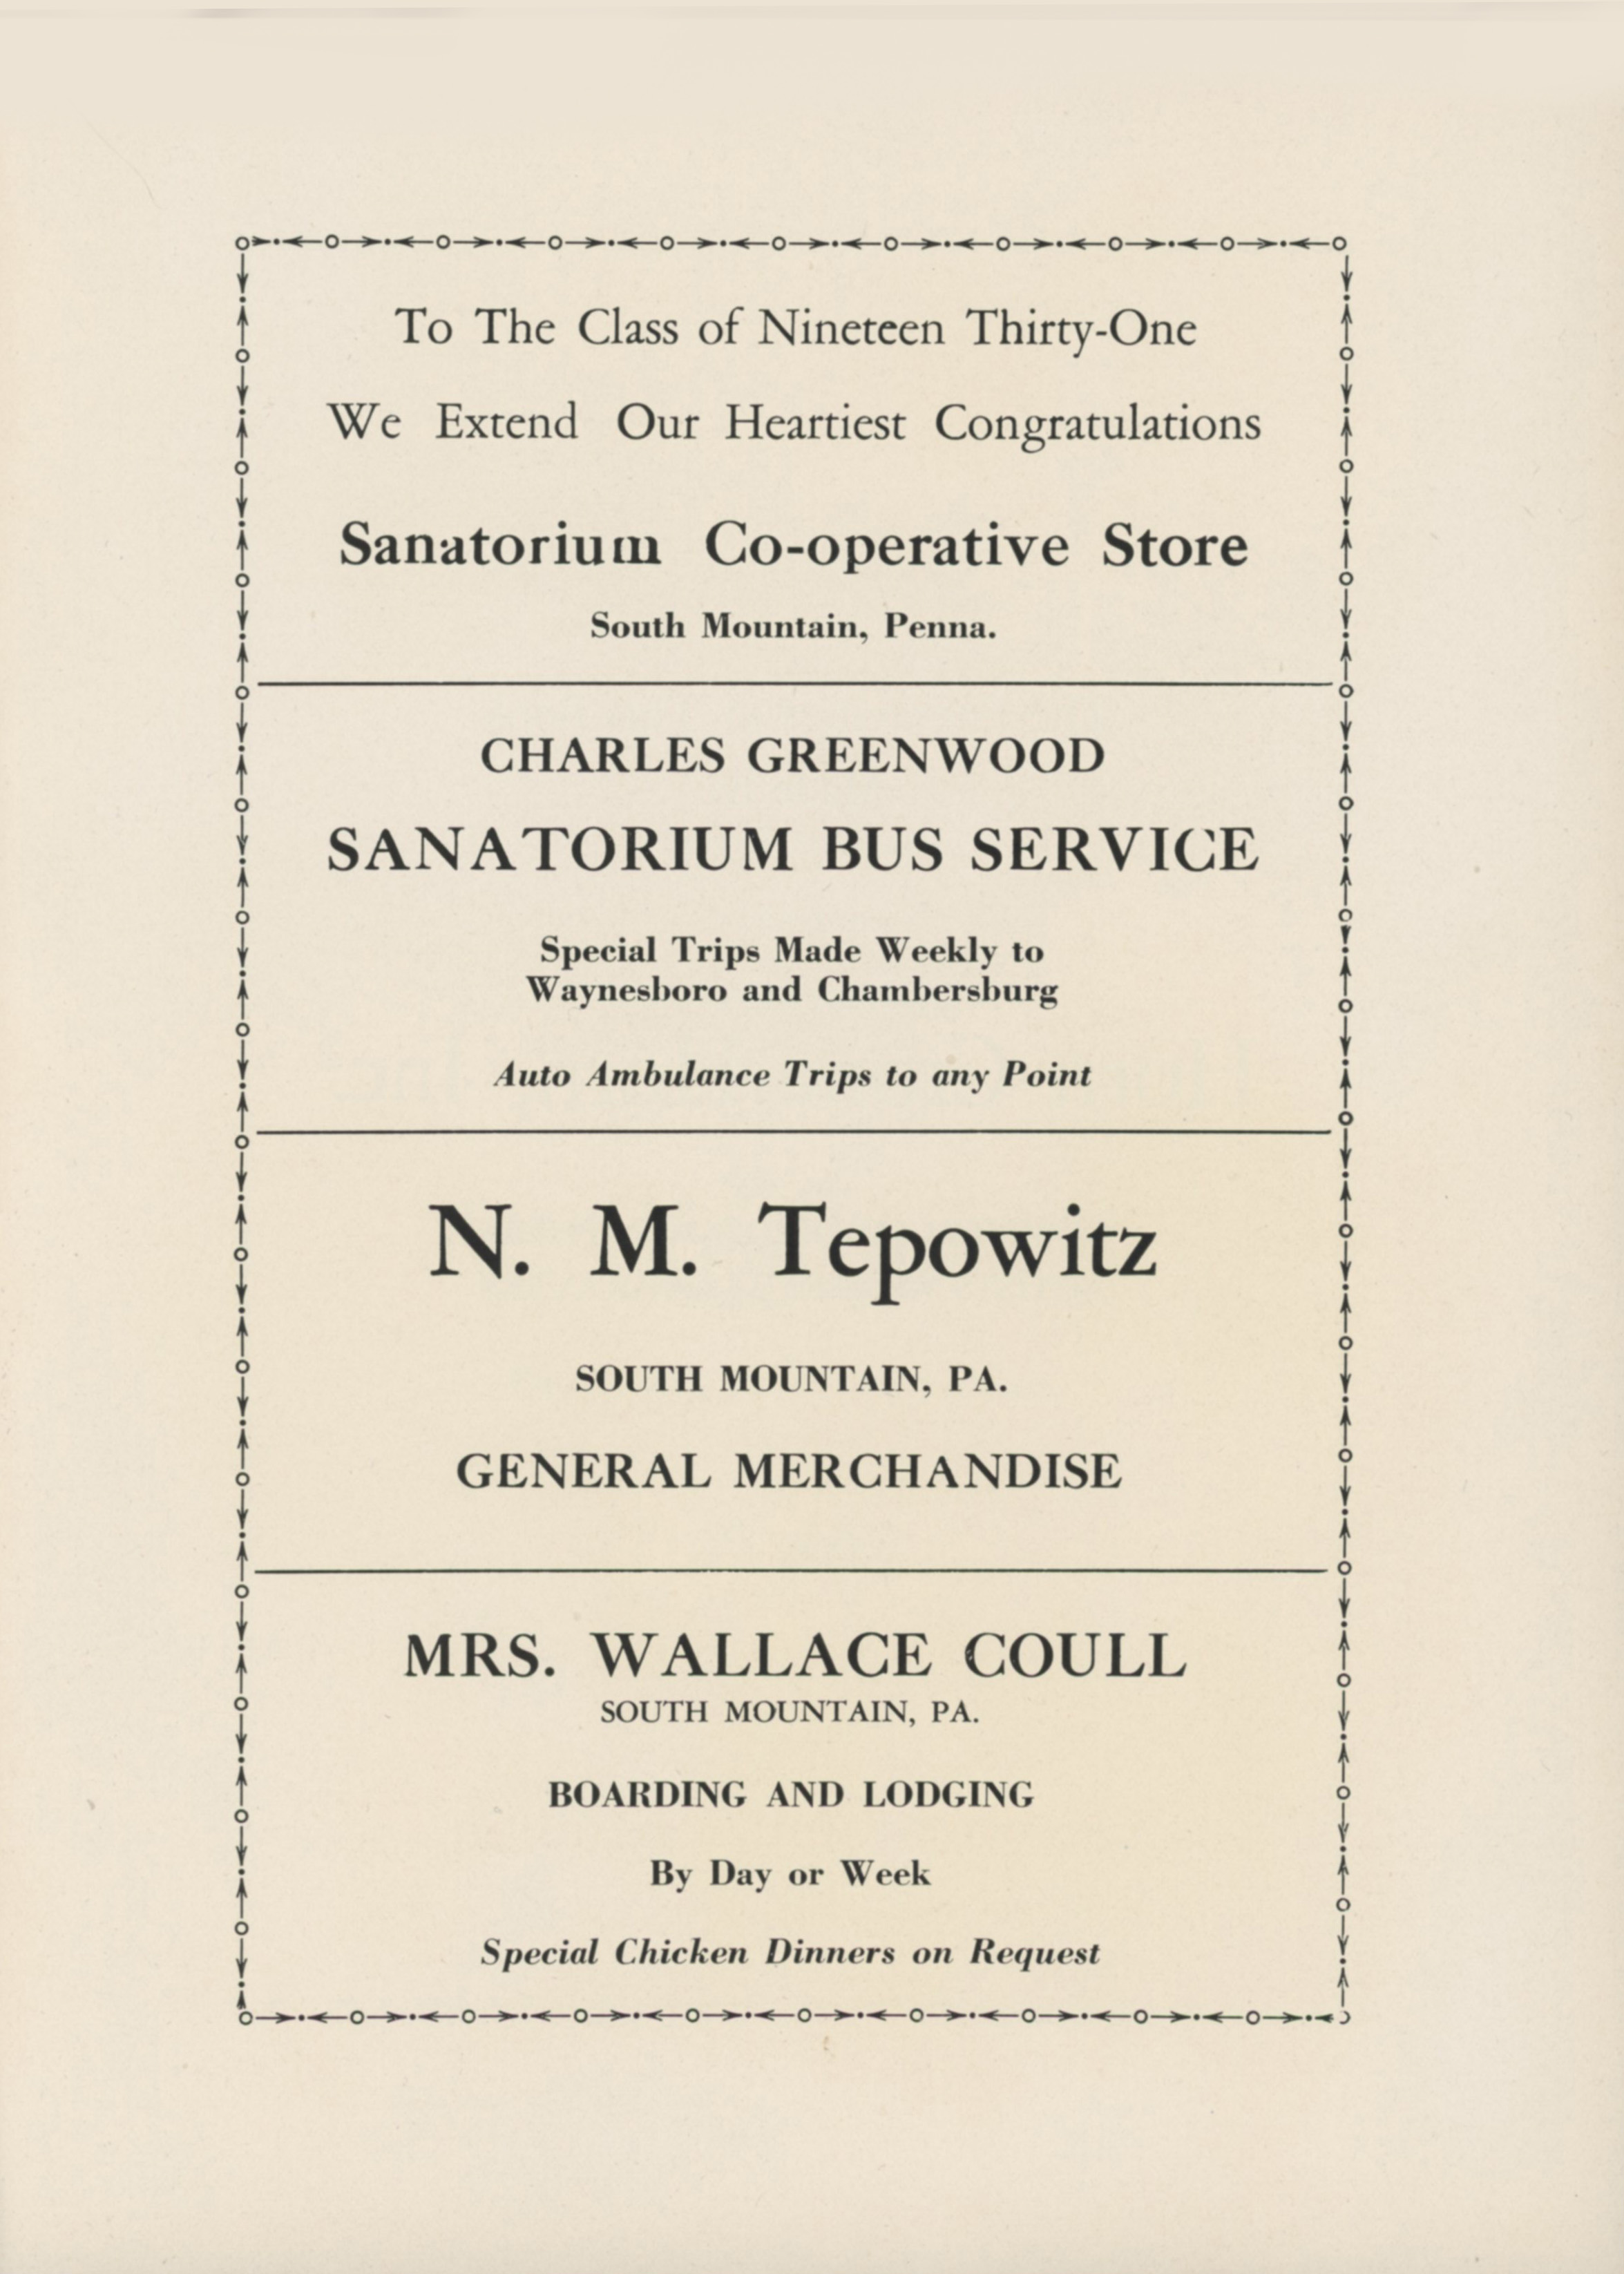 To The Class of Nineteen Thirty-One
We Extend Our Heartiest Congratulations
Sanatorium Co-operative Store
South Mountain, Penna.
CHARLES GREENWOOD
SANATORIUM BUS SERVICE
Special Trips Made Weekly to
Waynesboro and Chambersburg
Auto Ambulance Trips to any Point
N. M. Tepowitz
SOUTH MOUNTAIN, PA.
GENERAL MERCHANDISE
MRS. WALLACE COULL
SOUTH MOUNTAIN, PA.
BOARDING AND LODGING
By Day or Week
Special Chicken Dinners on Request